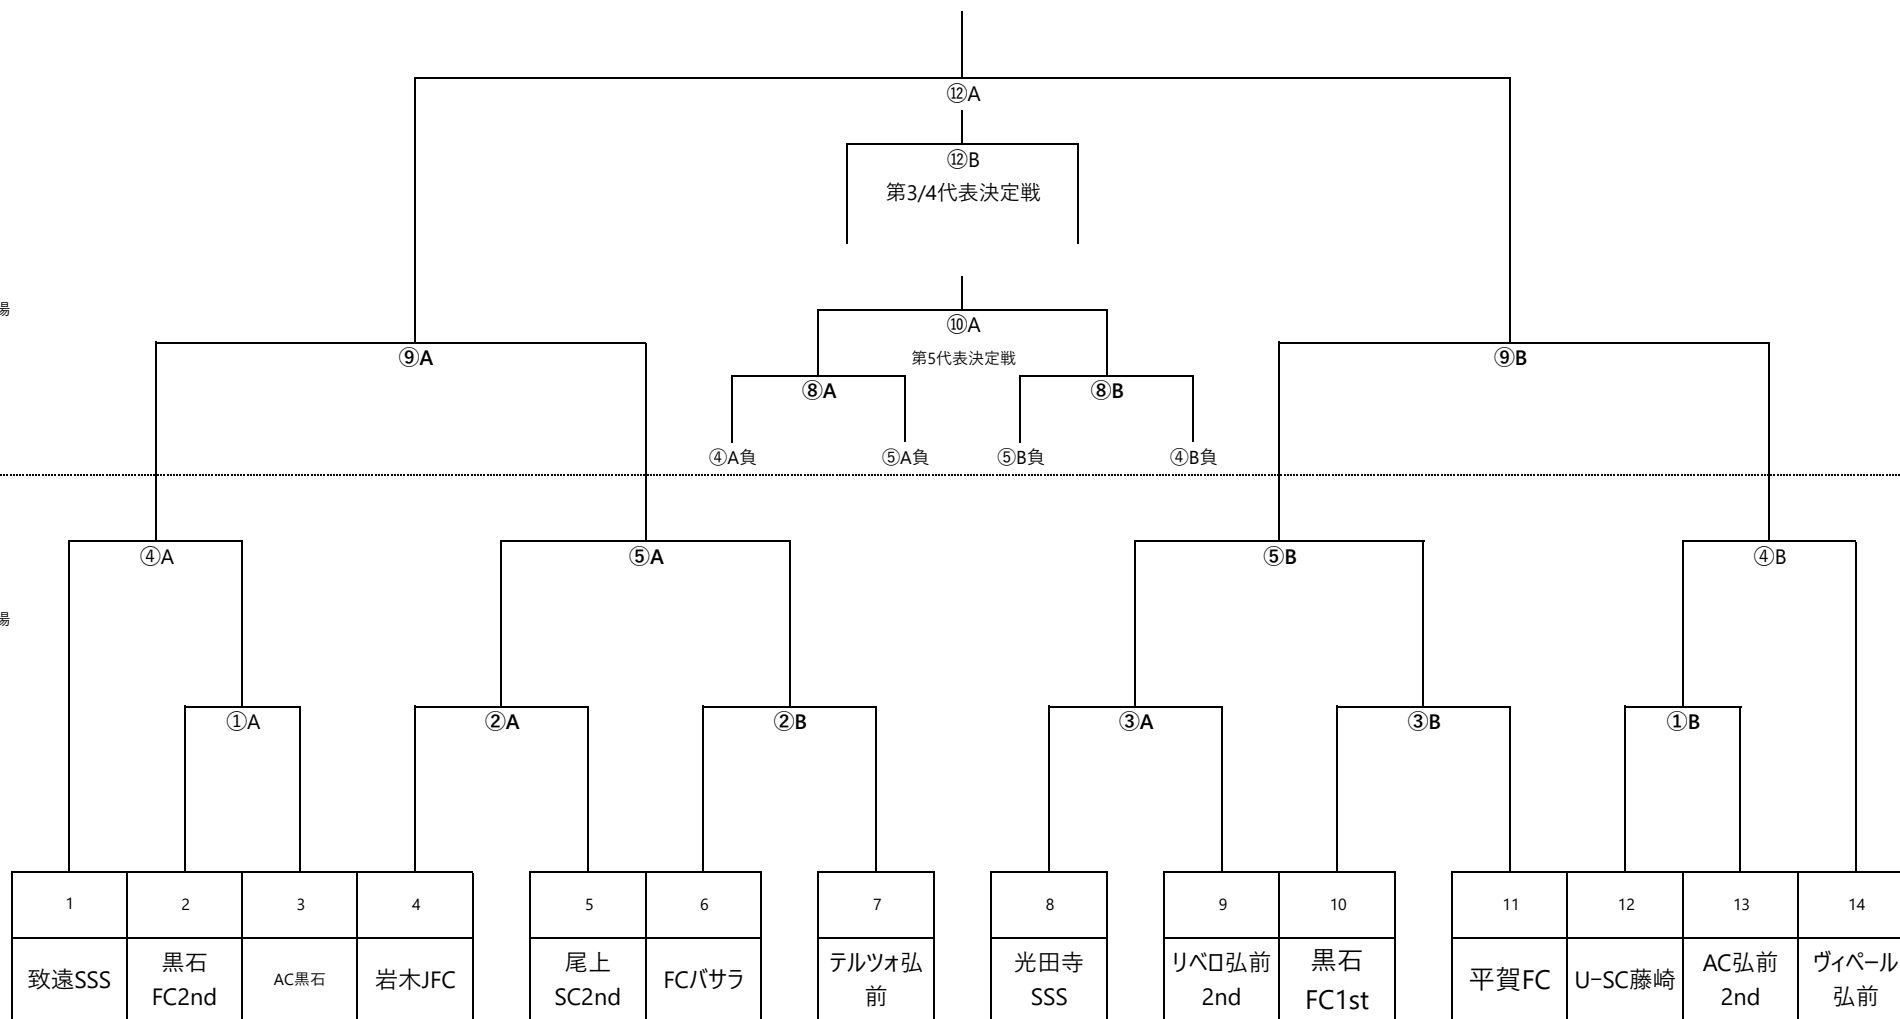 ⑫A
⑫B
第3/4代表決定戦
場
⑩A
⑨A
第5代表決定戦
⑨B
⑧A
⑧B
④A負
⑤A負
⑤B負
④B負
④A
⑤A
⑤B
④B
場
①A
②A
②B
③A
③B
①B
1
2
3
4
5
6
7
8
9
10
11
12
13
14
致遠SSS
黒石
FC2nd
AC黒石
岩木JFC
尾上
SC2nd
FCバサラ
テルツォ弘
前
光田寺
SSS
リベロ弘前
2nd
黒石
FC1st
平賀FC
U-SC藤崎
AC弘前
2nd
ヴィペール
弘前